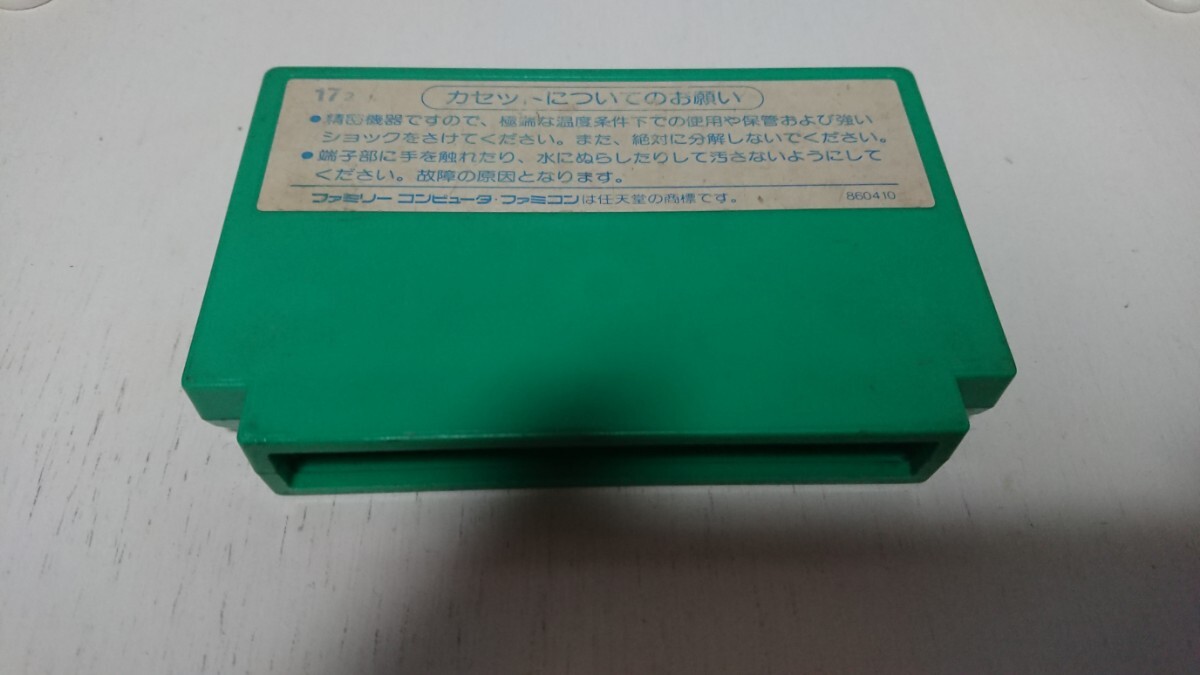 172
カセットについてのお願い
●精密機器ですので、極端な温度条件下での使用や保管および強い
ショックをさけてください。また、絶対に分解しないでください。
●端子部に手を触れたり、水にぬらしたりして汚さないようにして
ください。故障の原因となります。
ファミリーコンピュータ・ファミコンは任天堂の商標です。 860410